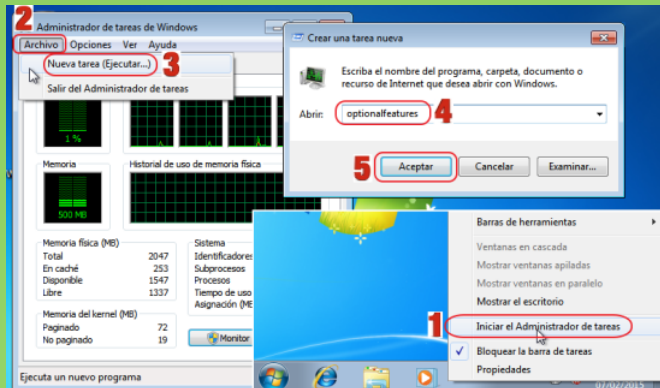 2
Administrador de tareas de Windows
Archivo Opciones Ver Ayuda
Nueva tarea (Ejecutar...)
3
Salir del Administrador de tareas
1 %
Memoria
Historial de uso de memoria física
500 MB
Memoria física (MB)
Total 2047
En caché 253
Disponible 1547
Libre 1337
Memoria del kernel (MB)
Paginado 72
No paginado 19
Sistema
Identificadores
Subprocesos
Procesos
Tiempo de uso
Asignación (MB
Monitor
Ejecuta un nuevo programa
Crear una tarea nueva
Escriba el nombre del programa, carpeta, documento o
recurso de Internet que desea abrir con Windows.
Abrir: optionalfeatures
4
5
Aceptar Cancelar Examinar...
Barras de herramientas
Ventanas en cascada
Mostrar ventanas apiladas
Mostrar ventanas en paralelo
Mostrar el escritorio
1
Iniciar el Administrador de tareas
Bloquear la barra de tareas
Propiedades
07/02/2015